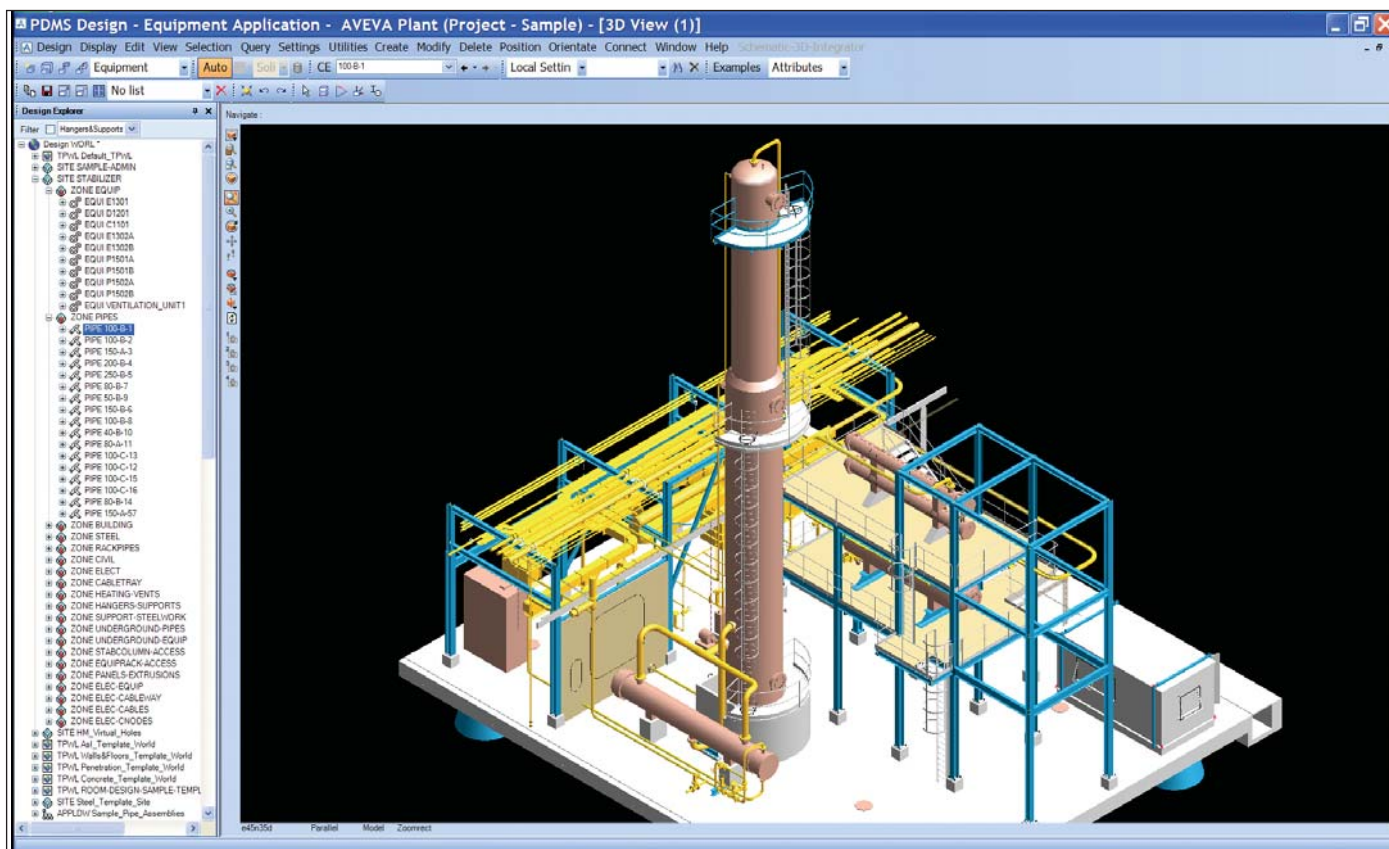 PDMS Design - Equipment Application - AVEVA Plant (Project - Sample) - [3D View (1)]
Design Display Edit View Selection Query Settings Utilities Create Modify Delete Position Orientate Connect Window Help Schematic-3D-Integrator
Equipment Auto Soli CE 100-B-1 Local Settin Examples Attributes
No list
Design Explorer
Navigate :
Filter Hangers&Supports
Design WORL *
TPWL Default_TPWL
SITE SAMPLE-ADMIN
SITE STABILIZER
ZONE EQUIP
EQUI E1301
EQUI D1201
EQUI C1101
EQUI E1302A
EQUI E1302B
EQUI P1501A
EQUI P1501B
EQUI P1502A
EQUI P1502B
EQUI VENTILATION_UNIT1
ZONE PIPES
PIPE 100-B-1
PIPE 100-B-2
PIPE 150-A-3
PIPE 200-B-4
PIPE 250-B-5
PIPE 80-B-7
PIPE 50-B-9
PIPE 150-B-6
PIPE 100-B-8
PIPE 40-B-10
PIPE 80-A-11
PIPE 100-C-13
PIPE 100-C-12
PIPE 100-C-15
PIPE 100-C-16
PIPE 80-B-14
PIPE 150-A-57
ZONE BUILDING
ZONE STEEL
ZONE RACKPIPES
ZONE CIVIL
ZONE ELECT
ZONE CABLETRAY
ZONE HEATING-VENTS
ZONE HANGERS-SUPPORTS
ZONE SUPPORT-STEELWORK
ZONE UNDERGROUND-PIPES
ZONE UNDERGROUND-EQUIP
ZONE STABCOLUMN-ACCESS
ZONE EQUIPRACK-ACCESS
ZONE PANELS-EXTRUSIONS
ZONE ELEC-EQUIP
ZONE ELEC-CABLEWAY
ZONE ELEC-CABLES
ZONE ELEC-CNODES
SITE HM_Virtual_Holes
TPWL Aal_Template_World
TPWL Walls&Floors_Template_World
TPWL Penetration_Template_World
TPWL Concrete_Template_World
TPWL ROOM-DESIGN-SAMPLE-TEMPL
SITE Steel_Template_Site
APPLDW Sample_Pipe_Assemblies
e45n35d Parallel Model Zoomrect